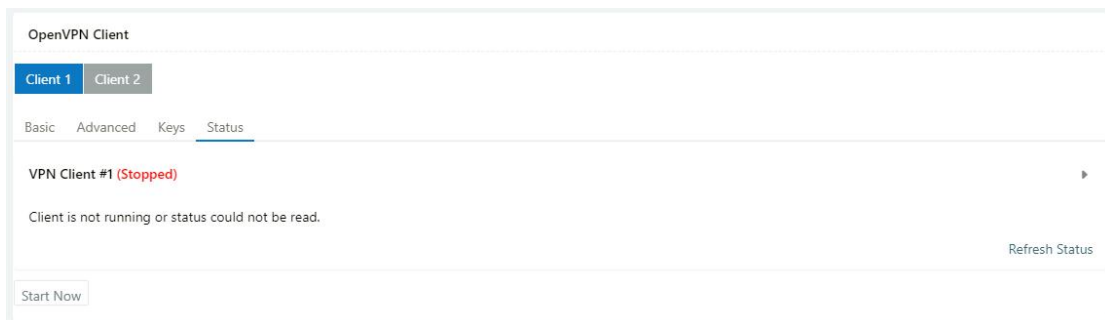 OpenVPN Client
Client 1 Client 2
Basic Advanced Keys Status
VPN Client #1 (Stopped)
Client is not running or status could not be read.
Refresh Status
Start Now